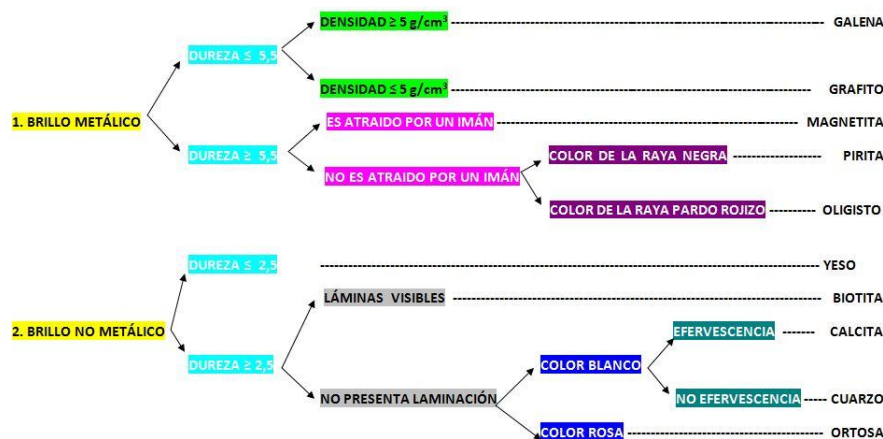 DENSIDAD ≥ 5 g/cm³ GALENA
DUREZA ≤ 5,5
DENSIDAD ≤ 5 g/cm³ GRAFITO
1. BRILLO METÁLICO
ES ATRAIDO POR UN IMÁN MAGNETITA
DUREZA ≥ 5,5
COLOR DE LA RAYA NEGRA PIRITA
NO ES ATRAIDO POR UN IMÁN
COLOR DE LA RAYA PARDO ROJIZO OLIGISTO
DUREZA ≤ 2,5 YESO
LÁMINAS VISIBLES BIOTITA
2. BRILLO NO METÁLICO
EFERVESCENCIA CALCITA
DUREZA ≥ 2,5
COLOR BLANCO
NO PRESENTA LAMINACIÓN
NO EFERVESCENCIA CUARZO
COLOR ROSA ORTOSA